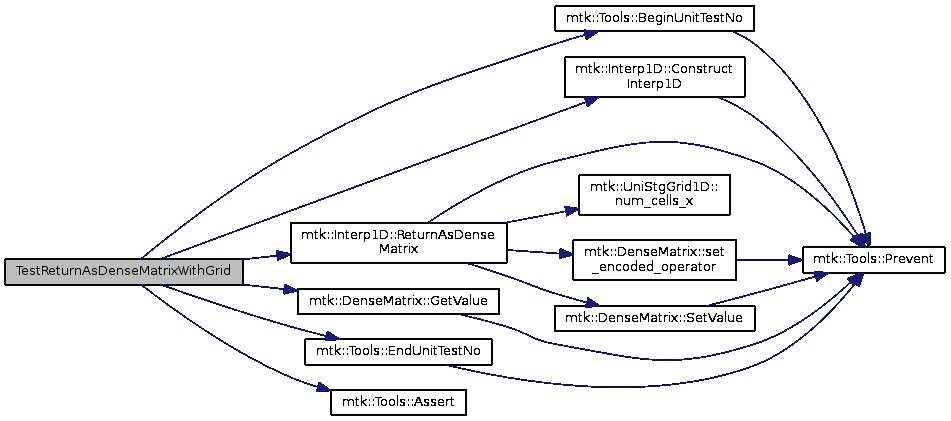 mtk::Tools::BeginUnitTestNo
mtk::Interp1D::Construct
Interp1D
mtk::UniStgGrid1D::
num_cells_x
mtk::Interp1D::ReturnAsDense
Matrix
mtk::DenseMatrix::set
_encoded_operator
mtk::Tools::Prevent
TestReturnAsDenseMatrixWithGrid
mtk::DenseMatrix::GetValue
mtk::DenseMatrix::SetValue
mtk::Tools::EndUnitTestNo
mtk::Tools::Assert